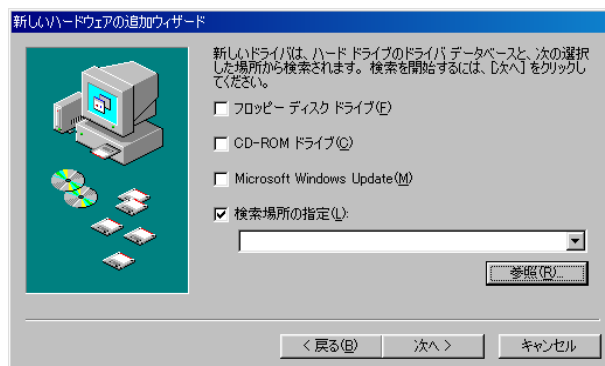 新しいハードウェアの追加ウィザード
新しいドライバは、ハード ドライブのドライバ データベースと、次の選択
した場所から検索されます。検索を開始するには、[次へ] をクリックし
てください。
フロッピー ディスク ドライブ(F)
CD-ROM ドライブ(C)
Microsoft Windows Update(M)
検索場所の指定(L):
参照(R)...
< 戻る(B)
次へ >
キャンセル